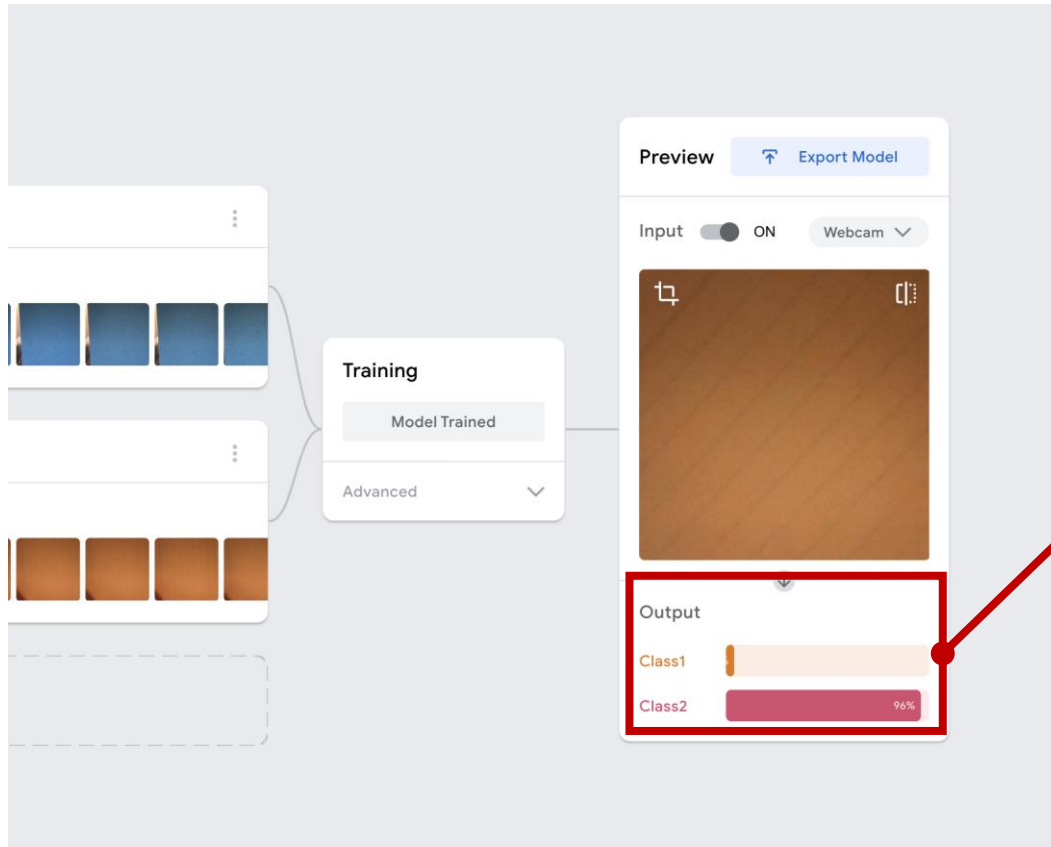 Preview
Export Model
Input ON Webcam
Training
Model Trained
Advanced
Output
Class1
Class2 96%